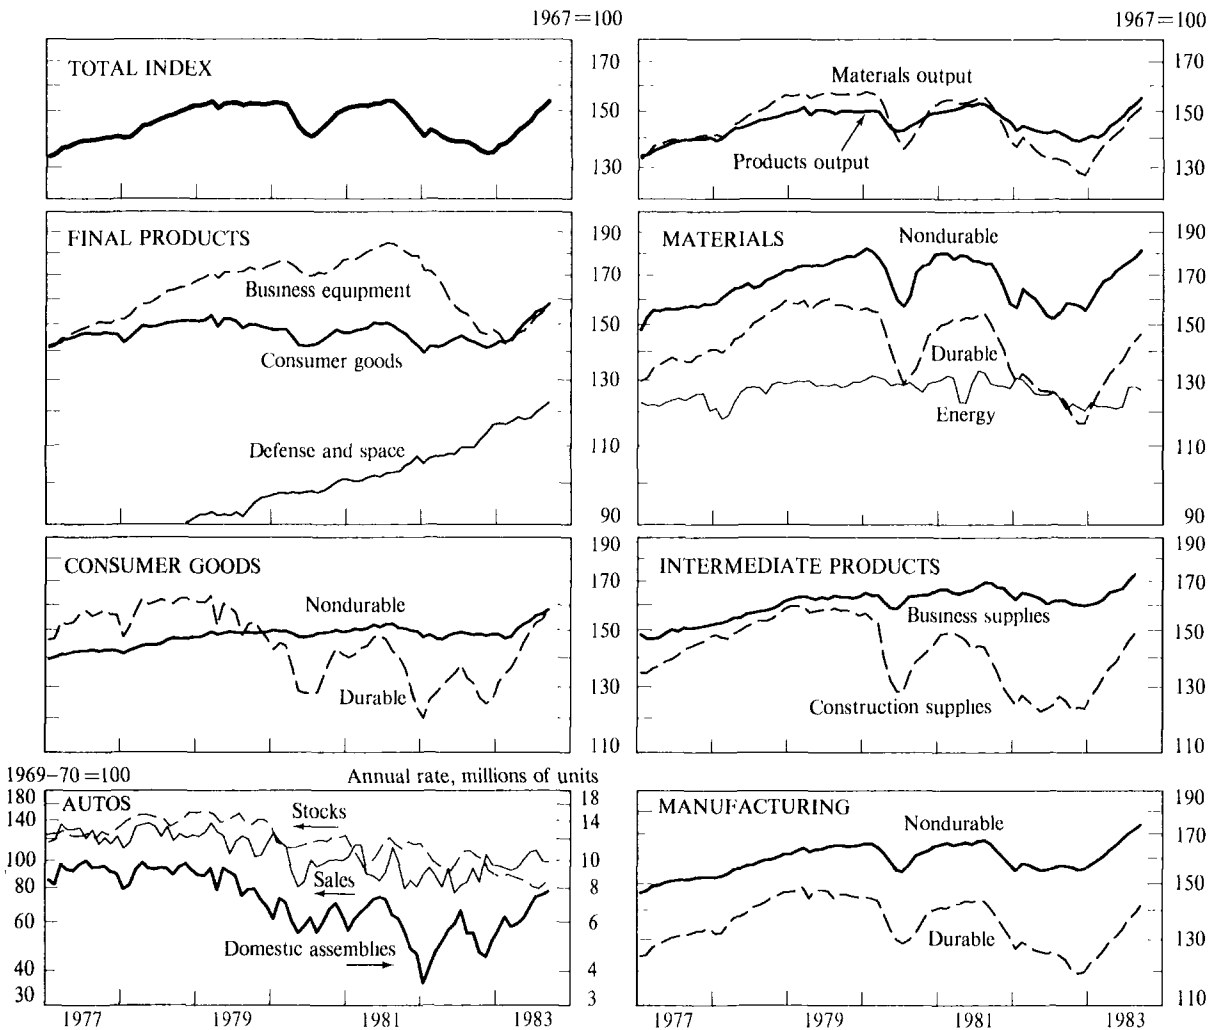 1967=100
TOTAL INDEX
170
150
130
FINAL PRODUCTS
Business equipment
Consumer goods
Defense and space
190
170
150
130
110
90
CONSUMER GOODS
Nondurable
Durable
190
170
150
130
110
1969-70=100
Annual rate, millions of units
AUTOS
Stocks
Sales
Domestic assemblies
180
140
100
80
60
40
30
18
14
10
8
6
4
3
1977
1979
1981
1983
1967=100
Materials output
Products output
170
150
130
MATERIALS
Nondurable
Durable
Energy
190
170
150
130
110
100
90
INTERMEDIATE PRODUCTS
Business supplies
Construction supplies
190
170
150
130
110
MANUFACTURING
Nondurable
Durable
190
170
150
130
110
1977
1979
1981
1983